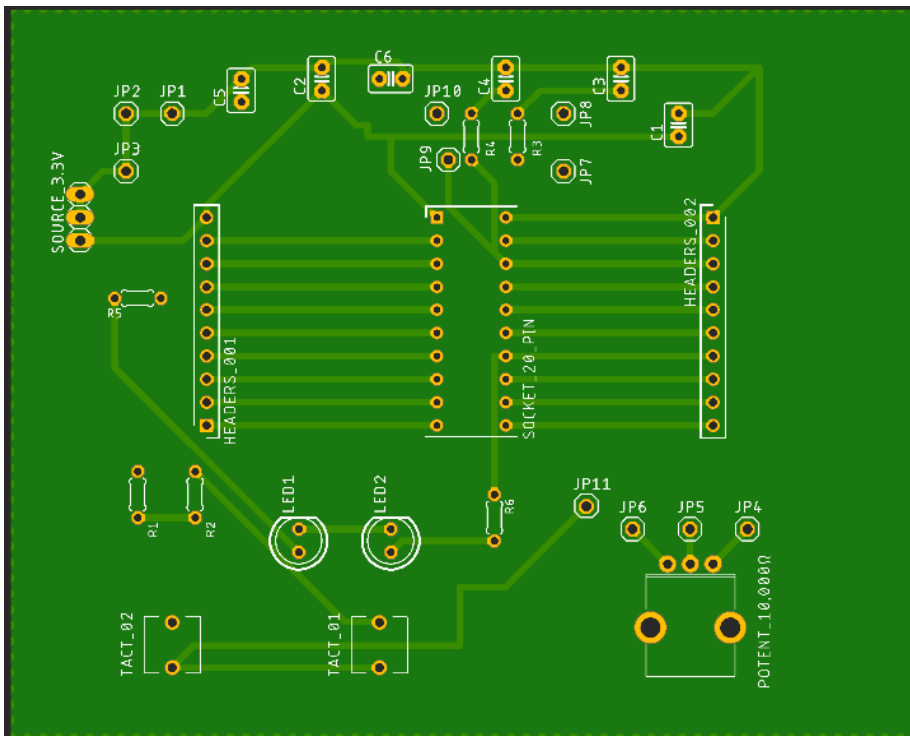 C6
C2
C4
C3
C5
JP2
JP1
JP10
JP8
C1
R4
R3
JP3
JP9
JP7
SOURCE_3.3V
HEADERS_002
R5
HEADERS_001
SOCKET_20_PIN
LED1
LED2
R6
JP11
R1
R2
JP6
JP5
JP4
POTENT_10,000Ω
TACT_02
TACT_01